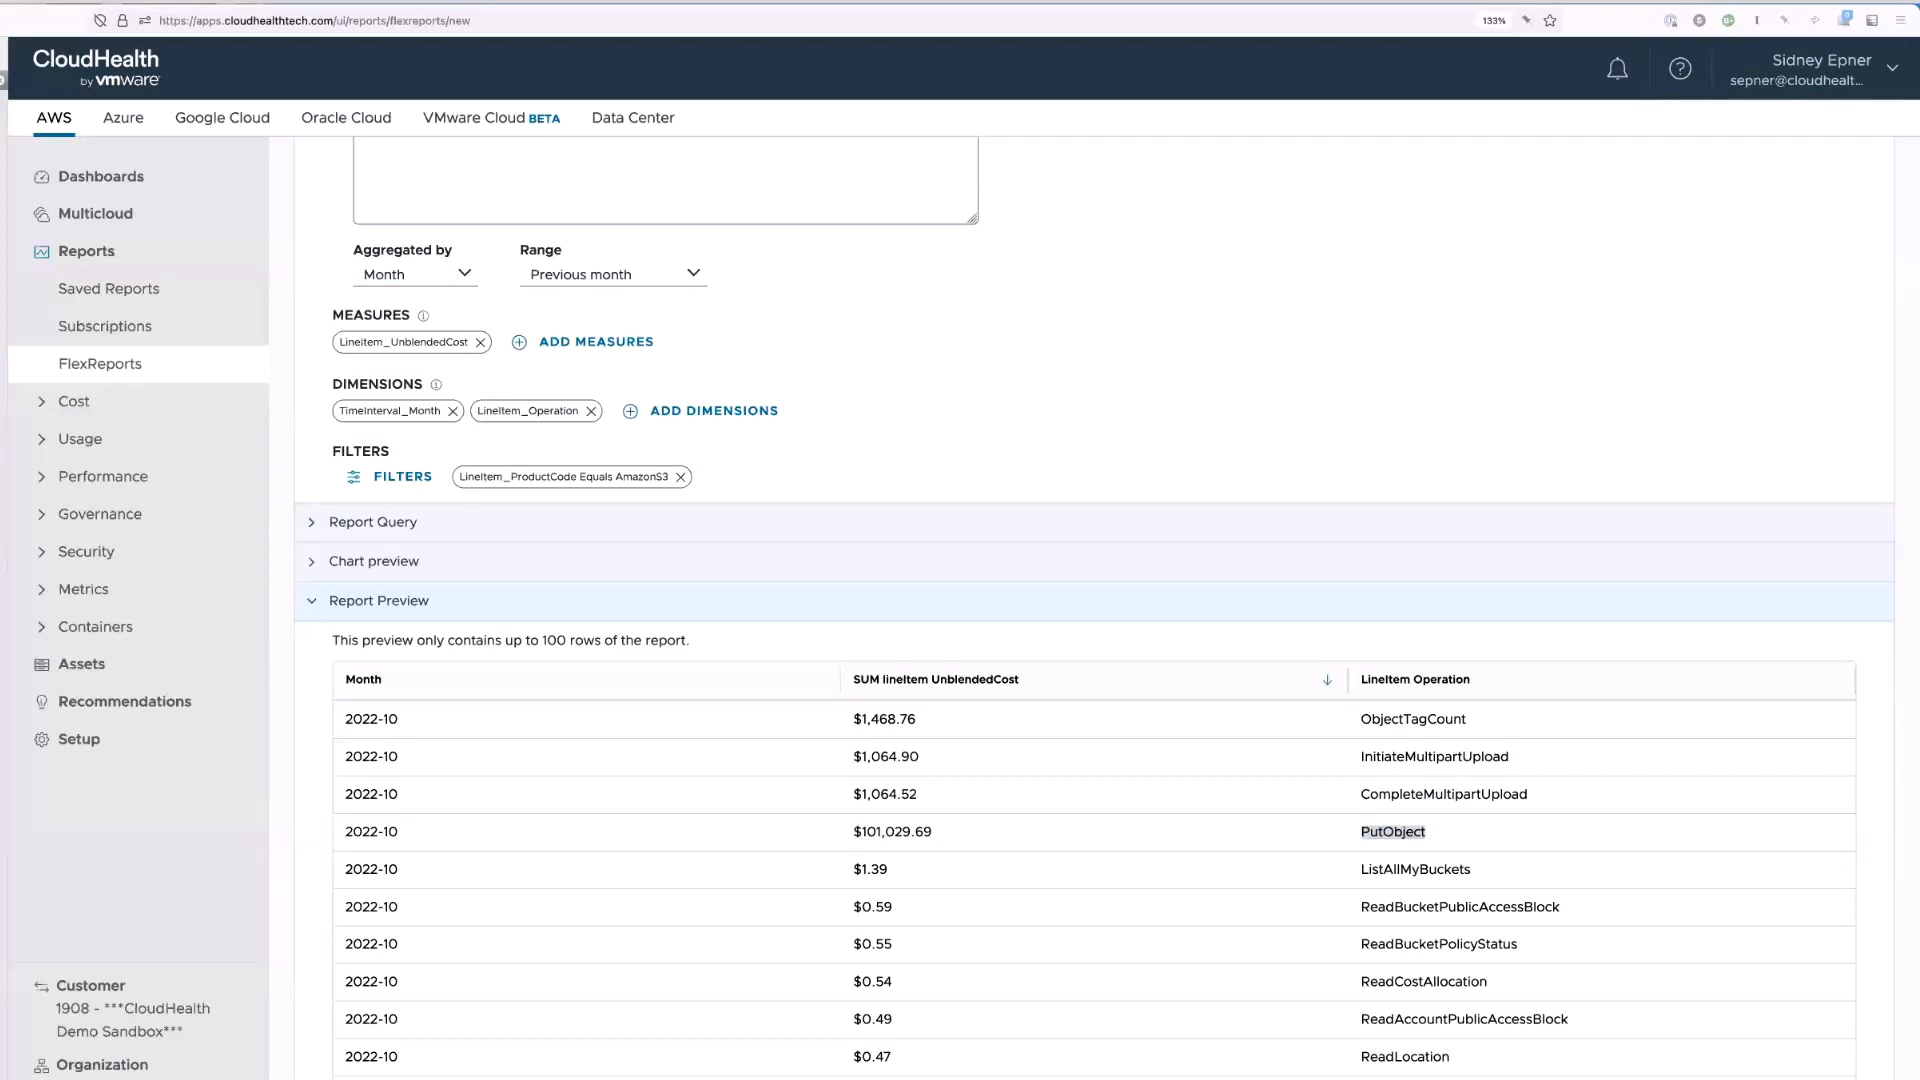 https://apps.cloudhealthtech.com/ui/reports/flexreports/new
133%
CloudHealth
by vmware
Sidney Epner
sepner@cloudhealt...
AWS
Azure
Google Cloud
Oracle Cloud
VMware Cloud BETA
Data Center
Dashboards
Multicloud
Reports
Saved Reports
Subscriptions
FlexReports
Cost
Usage
Performance
Governance
Security
Metrics
Containers
Assets
Recommendations
Setup
Customer
1908 - ***CloudHealth
Demo Sandbox***
Organization
Aggregated by
Month
Range
Previous month
MEASURES
LineItem_UnblendedCost
ADD MEASURES
DIMENSIONS
TimeInterval_Month
LineItem_Operation
ADD DIMENSIONS
FILTERS
FILTERS
LineItem_ProductCode Equals AmazonS3
Report Query
Chart preview
Report Preview
This preview only contains up to 100 rows of the report.
Month SUM lineItem UnblendedCost LineItem Operation
2022-10 $1,468.76 ObjectTagCount
2022-10 $1,064.90 InitiateMultipartUpload
2022-10 $1,064.52 CompleteMultipartUpload
2022-10 $101,029.69 PutObject
2022-10 $1.39 ListAllMyBuckets
2022-10 $0.59 ReadBucketPublicAccessBlock
2022-10 $0.55 ReadBucketPolicyStatus
2022-10 $0.54 ReadCostAllocation
2022-10 $0.49 ReadAccountPublicAccessBlock
2022-10 $0.47 ReadLocation